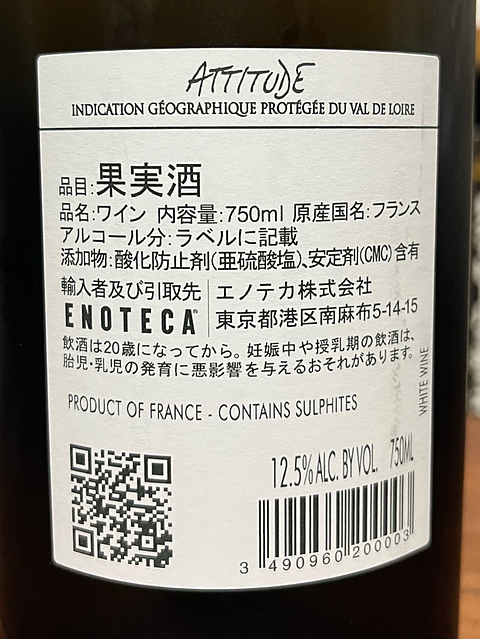 ATTITUDE
INDICATION GÉOGRAPHIQUE PROTÉGÉE DU VAL DE LOIRE
品目:果実酒
品名:ワイン 内容量:750ml 原産国名:フランス
アルコール分:ラベルに記載
添加物:酸化防止剤(亜硫酸塩)、安定剤(CMC)含有
輸入者及び引取先 エノテカ株式会社
ENOTECA 東京都港区南麻布5-14-15
飲酒は20歳になってから。妊娠中や授乳期の飲酒は、
胎児・乳児の発育に悪影響を与えるおそれがあります。
WHITE WINE
PRODUCT OF FRANCE - CONTAINS SULPHITES
12.5% ALC. BY VOL. 750ML
3 490960 200003